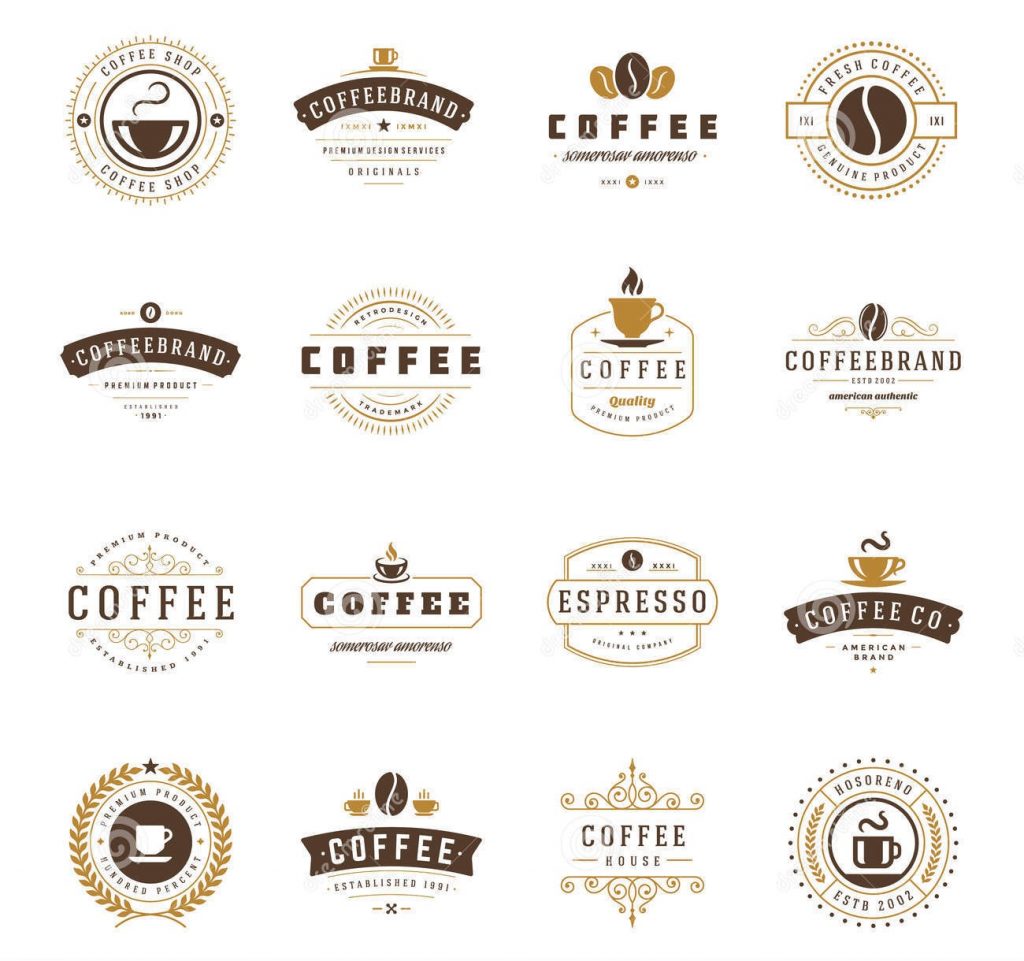 COFFEE SHOP
COFFEE SHOP
COFFEEBRAND
IXMXI IXMXI
PREMIUM DESIGN SERVICES
ORIGINALS
COFFEE
somerosav amorenso
XXXI IXXX
FRESH COFFEE
IXI IXI
GENUINE PRODUCT
COFFEEBRAND
PREMIUM PRODUCT
ESTABLISHED
1991
RETRODESIGN
COFFEE
TRADEMARK
COFFEE
Quality
PREMIUM PRODUCT
COFFEEBRAND
ESTD 2002
american authentic
PREMIUM PRODUCT
COFFEE
ESTABLISHED 1991
COFFEE
somerosav amorenso
XXXI XXXI
ESPRESSO
ORIGINAL COMPANY
COFFEE CO
AMERICAN
BRAND
PREMIUM PRODUCT
HUNDRED PERCENT
COFFEE
ESTABLISHED 1991
COFFEE
HOUSE
HOSORENO
ESTB 2002